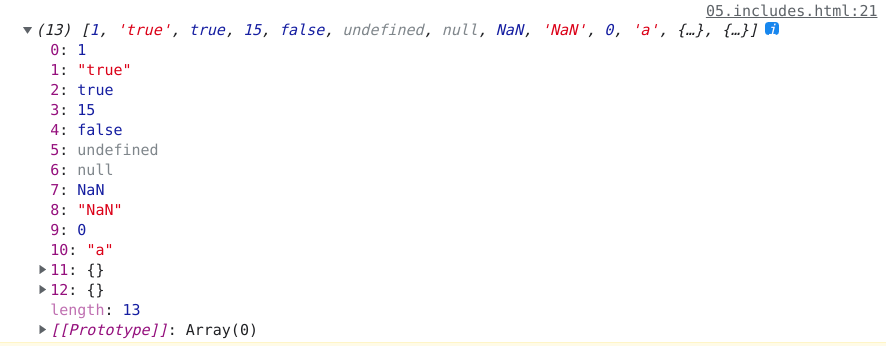 05.includes.html:21
(13) [1, 'true', true, 15, false, undefined, null, NaN, 'NaN', 0, 'a', {…}, {…}] i
0: 1
1: "true"
2: true
3: 15
4: false
5: undefined
6: null
7: NaN
8: "NaN"
9: 0
10: "a"
11: {}
12: {}
length: 13
[[Prototype]]: Array(0)